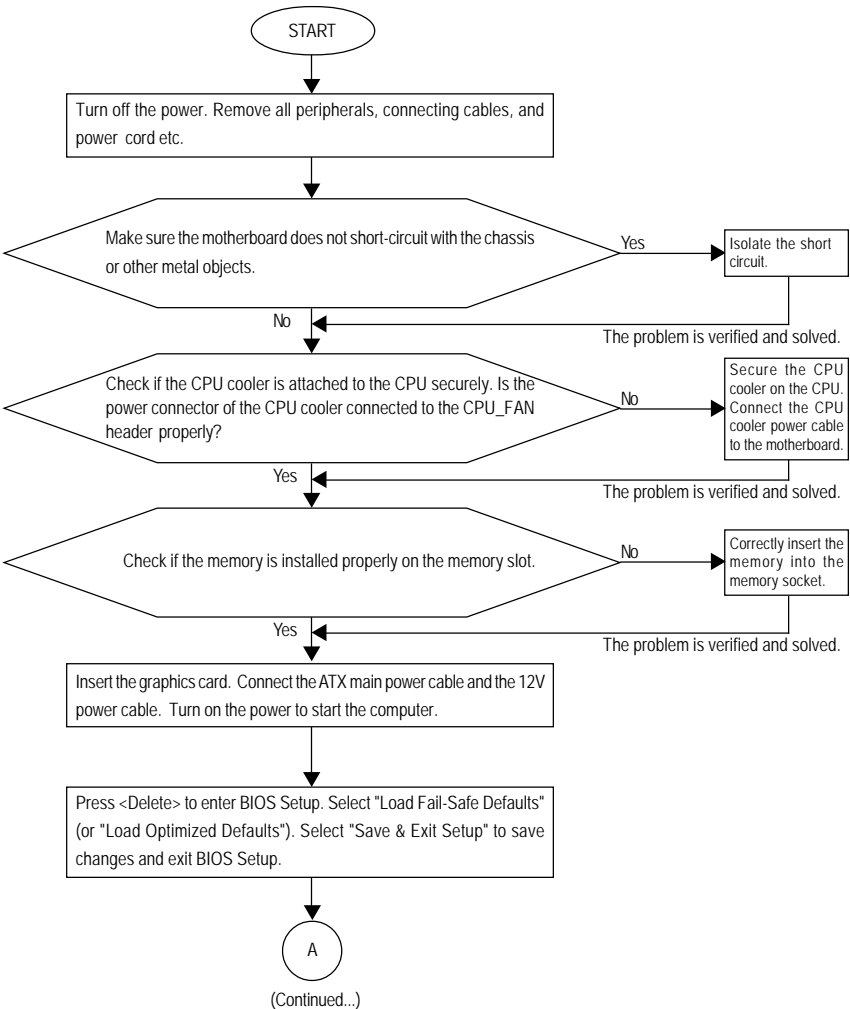 START
Turn off the power. Remove all peripherals, connecting cables, and
power cord etc.
Make sure the motherboard does not short-circuit with the chassis
or other metal objects.
Yes
Isolate the short
circuit.
No
The problem is verified and solved.
Check if the CPU cooler is attached to the CPU securely. Is the
power connector of the CPU cooler connected to the CPU_FAN
header properly?
No
Secure the CPU
cooler on the CPU.
Connect the CPU
cooler power cable
to the motherboard.
Yes
The problem is verified and solved.
Check if the memory is installed properly on the memory slot.
No
Correctly insert the
memory into the
memory socket.
Yes
The problem is verified and solved.
Insert the graphics card. Connect the ATX main power cable and the 12V
power cable. Turn on the power to start the computer.
Press <Delete> to enter BIOS Setup. Select "Load Fail-Safe Defaults"
(or "Load Optimized Defaults"). Select "Save & Exit Setup" to save
changes and exit BIOS Setup.
A
(Continued...)